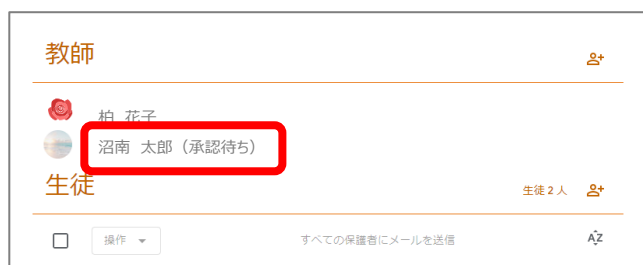 教師
柏 花子
沼南 太郎（承認待ち）
生徒
生徒 2 人
操作
すべての保護者にメールを送信
AZ